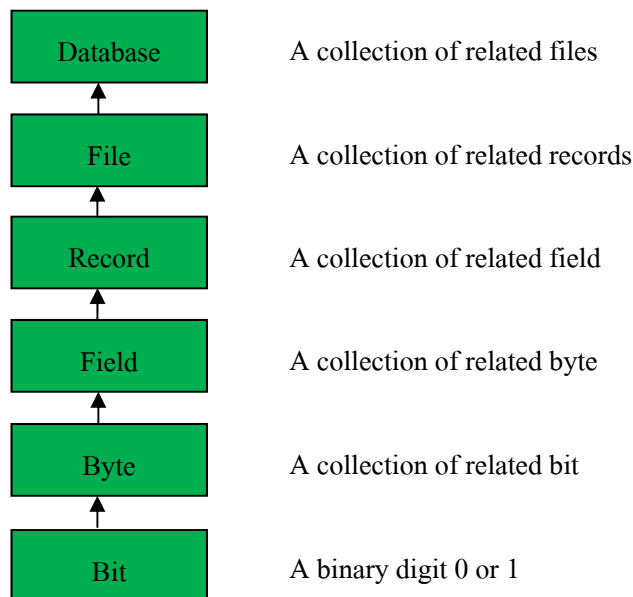 Database A collection of related files
File A collection of related records
Record A collection of related field
Field A collection of related byte
Byte A collection of related bit
Bit A binary digit 0 or 1